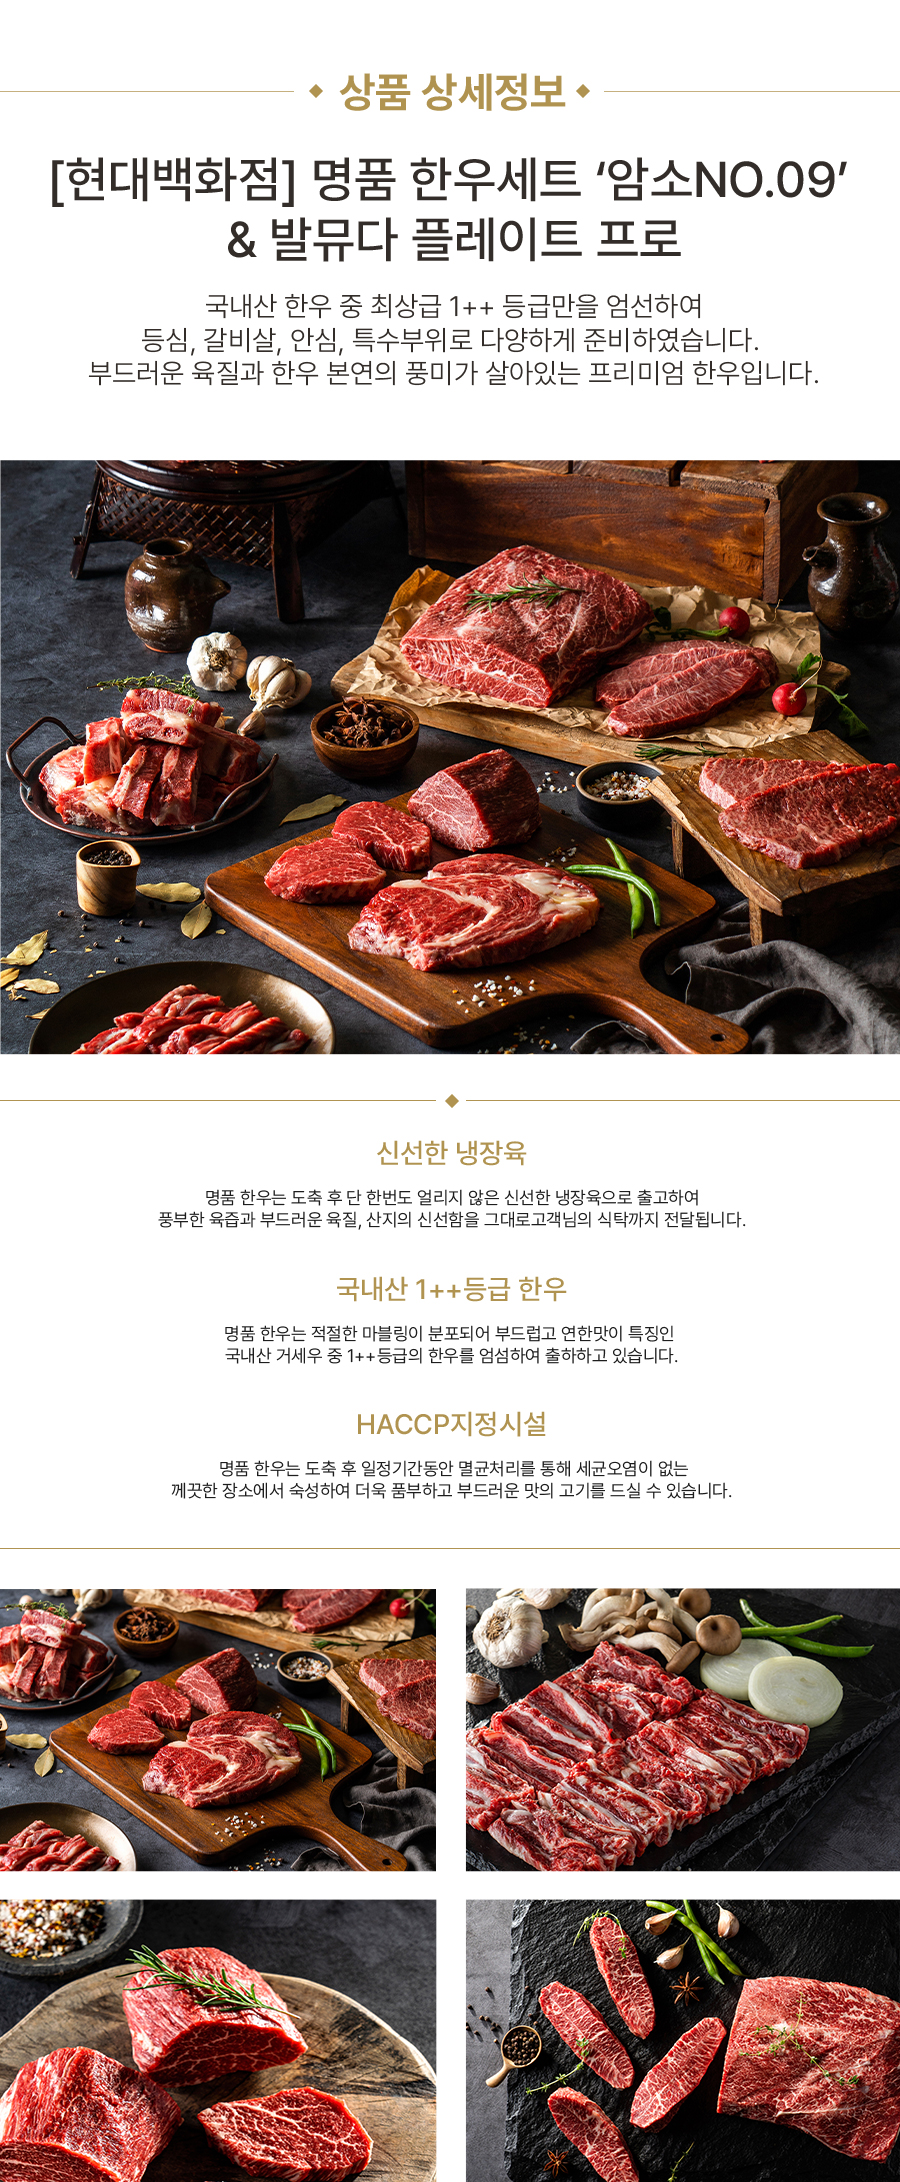 상품 상세정보
[현대백화점] 명품 한우세트 ‘암소NO.09’
& 발뮤다 플레이트 프로
국내산 한우 중 최상급 1++ 등급만을 엄선하여
등심, 갈비살, 안심, 특수부위로 다양하게 준비하였습니다.
부드러운 육질과 한우 본연의 풍미가 살아있는 프리미엄 한우입니다.
신선한 냉장육
명품 한우는 도축 후 단 한번도 얼리지 않은 신선한 냉장육으로 출고하여
풍부한 육즙과 부드러운 육질, 산지의 신선함을 그대로고객님의 식탁까지 전달됩니다.
국내산 1++등급 한우
명품 한우는 적절한 마블링이 분포되어 부드럽고 연한맛이 특징인
국내산 거세우 중 1++등급의 한우를 엄섬하여 출하하고 있습니다.
HACCP지정시설
명품 한우는 도축 후 일정기간동안 멸균처리를 통해 세균오염이 없는
께끗한 장소에서 숙성하여 더욱 품부하고 부드러운 맛의 고기를 드실 수 있습니다.